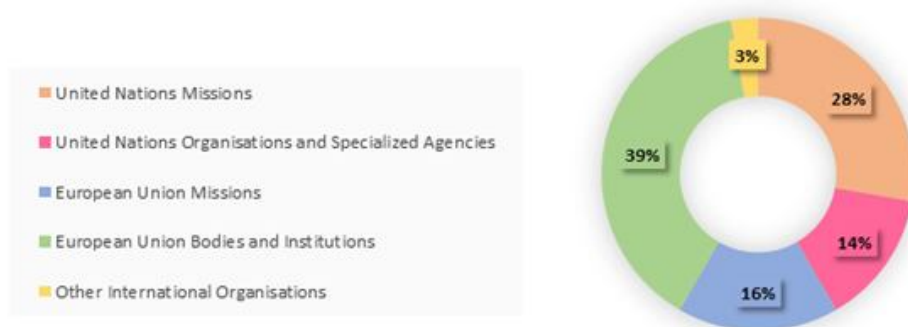 United Nations Missions
United Nations Organisations and Specialized Agencies
European Union Missions
European Union Bodies and Institutions
Other International Organisations
3%
28%
39%
14%
16%